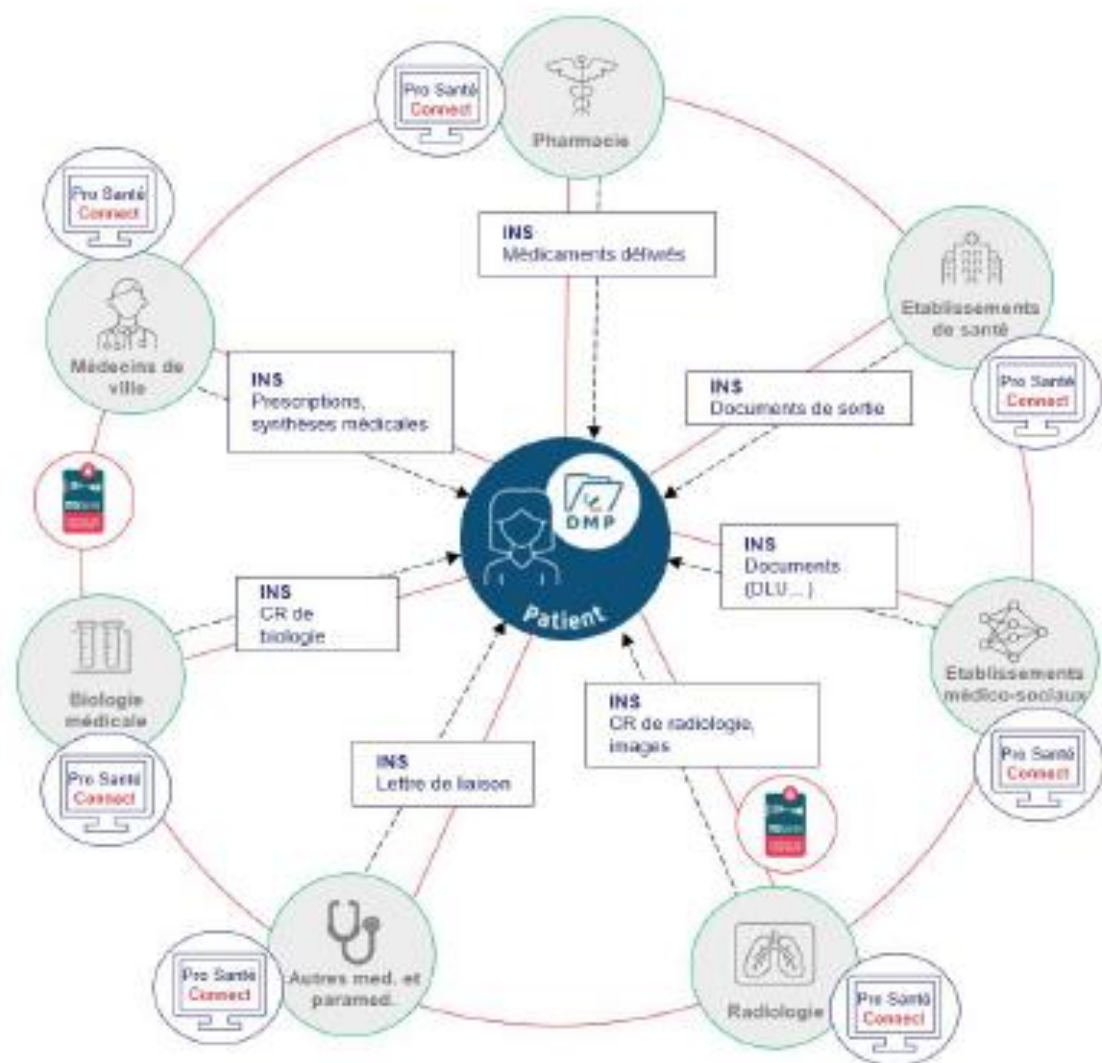 Pro Santé
Connect
Pharmacie
Pro Santé
Connect
Médecins de
ville
INS
Médicaments délivrés
Etablissements
de santé
Pro Santé
Connect
INS
Prescriptions,
synthèses médicales
INS
Documents de sortie
DMP
Patient
INS
Documents
(DLU... )
INS
CR de
biologie
Biologie
médicale
Pro Santé
Connect
Etablissements
médico-sociaux
Pro Santé
Connect
INS
CR de radiologie,
images
INS
Lettre de liaison
Autres med. et
paramed.
Pro Santé
Connect
Radiologie
Pro Santé
Connect